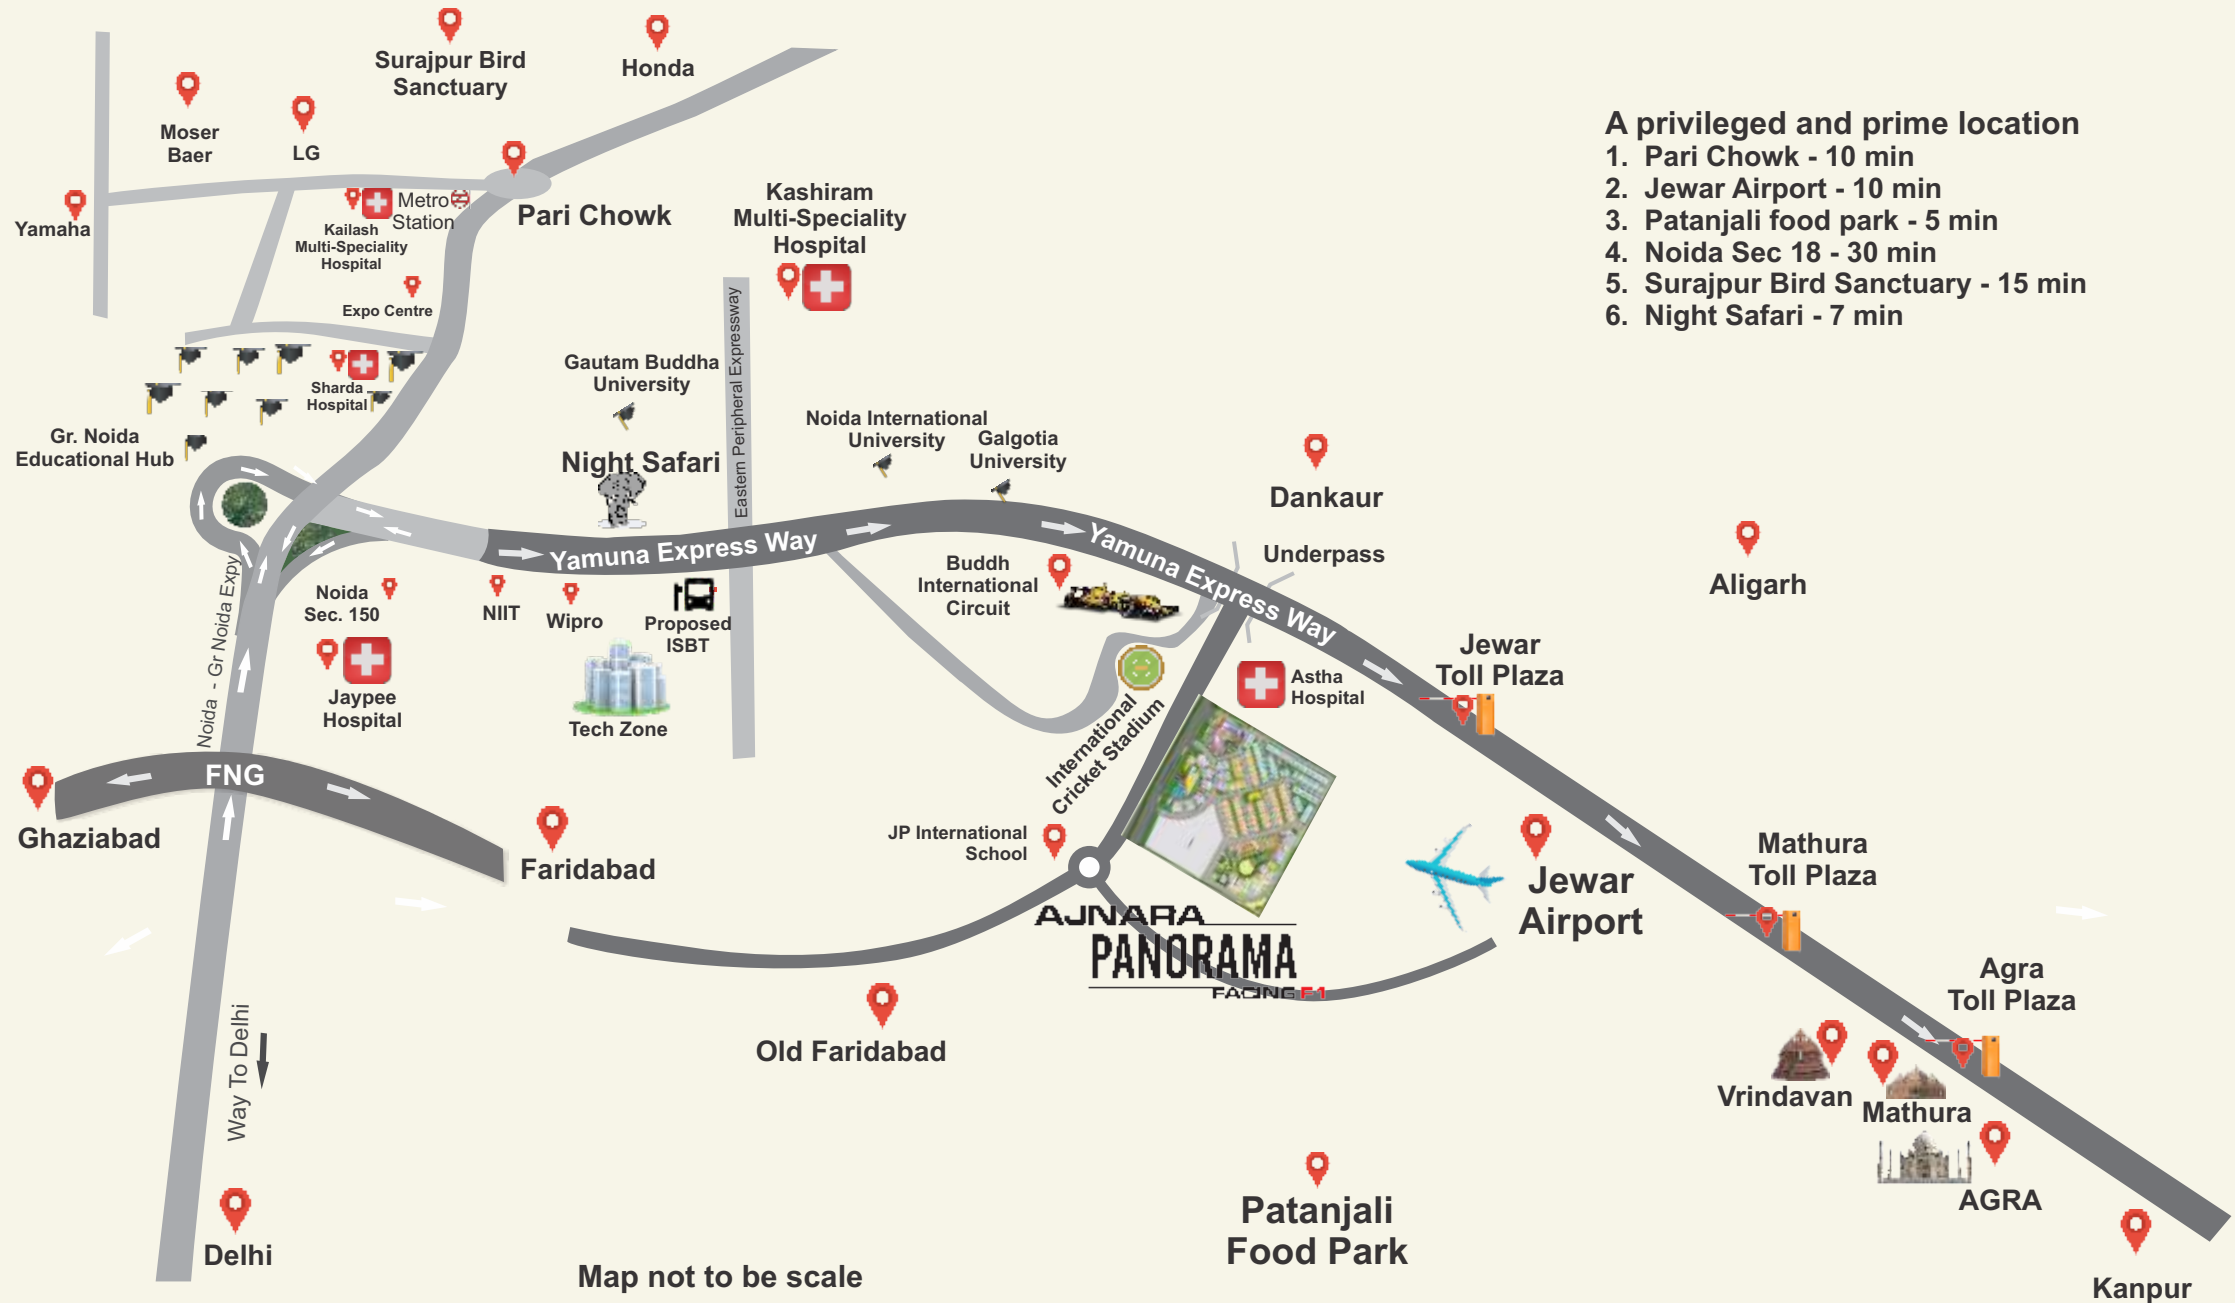 Surajpur Bird
Sanctuary
Honda
Moser
Baer
LG
A privileged and prime location
1. Pari Chowk - 10 min
2. Jewar Airport - 10 min
3. Patanjali food park - 5 min
4. Noida Sec 18 - 30 min
5. Surajpur Bird Sanctuary - 15 min
6. Night Safari - 7 min
Yamaha
Metro
Station
Pari Chowk
Kailash
Multi-Speciality
Hospital
Kashiram
Multi-Speciality
Hospital
Expo Centre
Sharda
Hospital
Gr. Noida
Educational Hub
Gautam Buddha
University
Night Safari
Eastern Peripheral Expressway
Noida International
University
Galgotia
University
Dankaur
Underpass
Aligarh
Yamuna Express Way
Yamuna Express Way
Buddh
International
Circuit
Noida - Gr Noida Expy
Noida
Sec. 150
NIIT
Wipro
Proposed
ISBT
Jaypee
Hospital
Tech Zone
International
Cricket Stadium
Astha
Hospital
Jewar
Toll Plaza
FNG
Ghaziabad
Faridabad
JP International
School
Jewar
Airport
Mathura
Toll Plaza
AJNARA
PANORAMA
FACING F1
Agra
Toll Plaza
Old Faridabad
Way To Delhi
Vrindavan
Mathura
AGRA
Delhi
Patanjali
Food Park
Map not to be scale
Kanpur